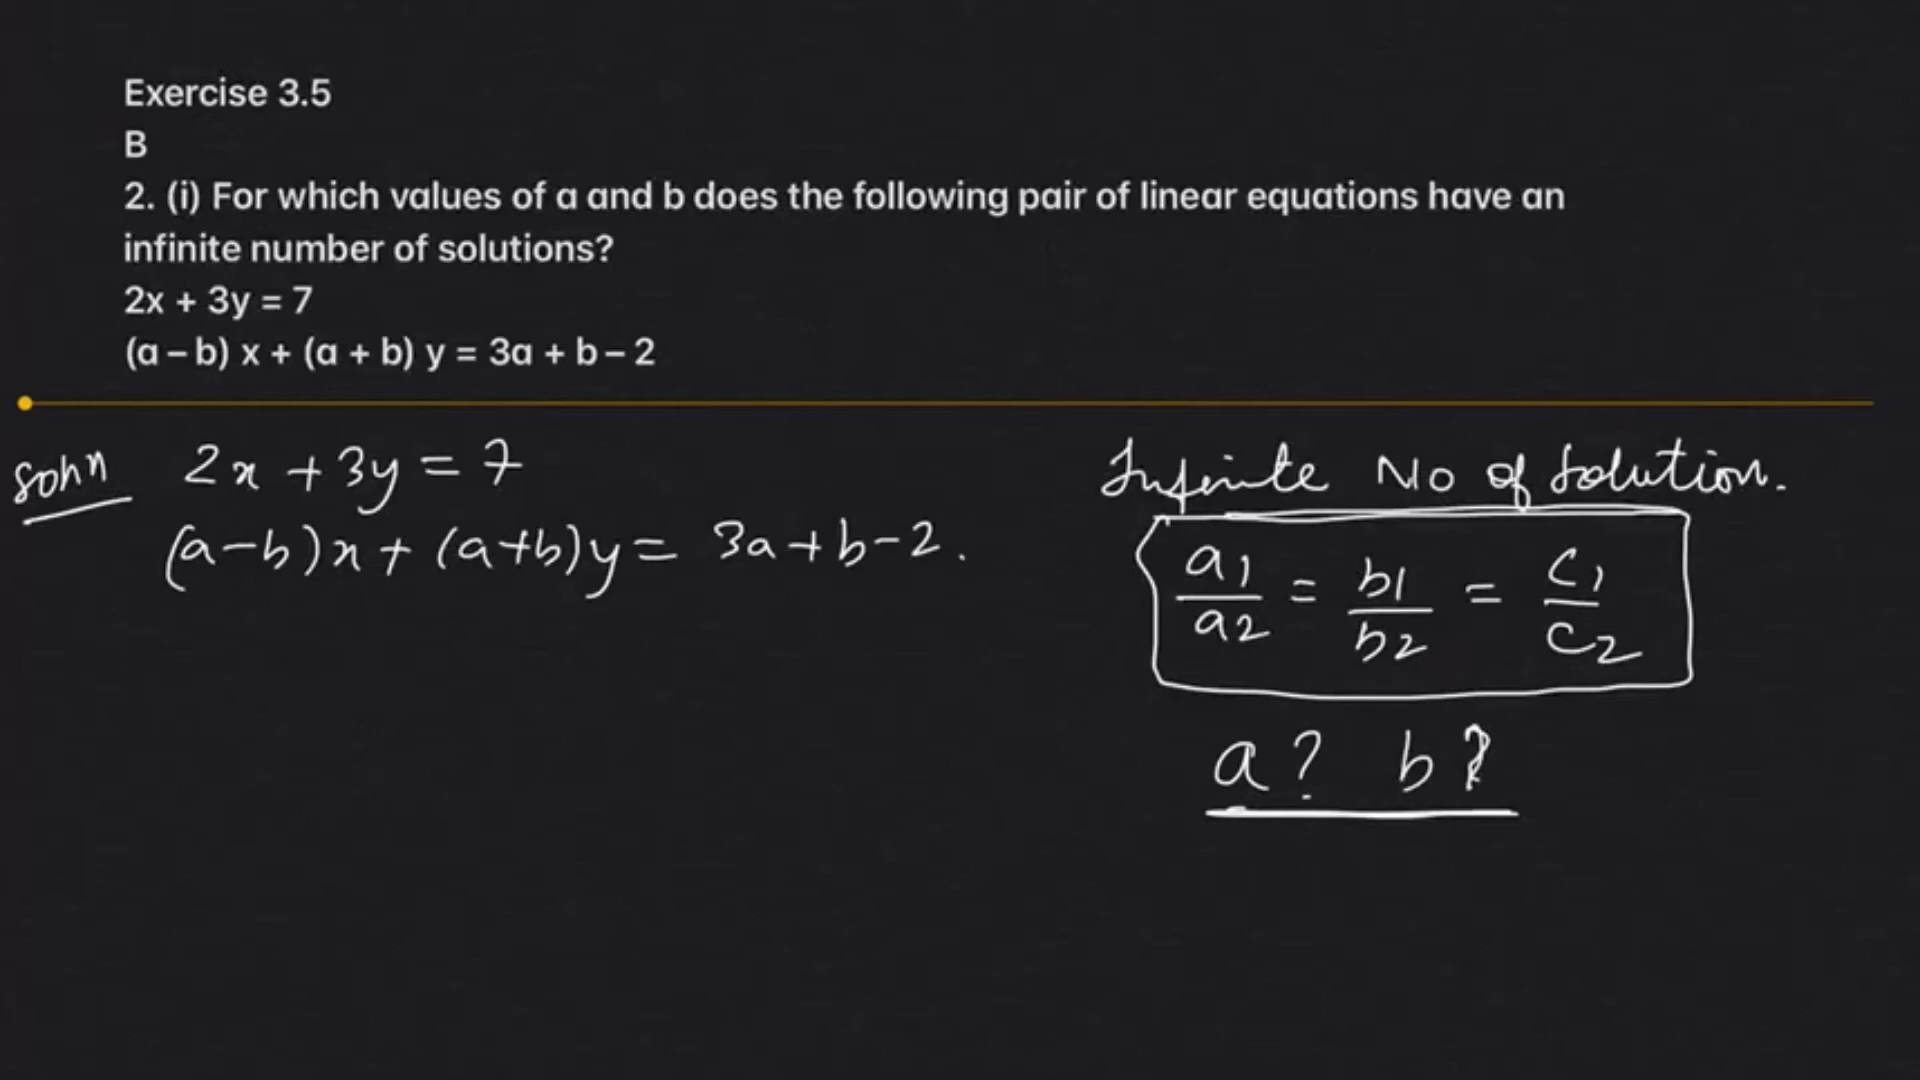 Exercise 3.5
B
2. (i) For which values of a and b does the following pair of linear equations have an
infinite number of solutions?
2x + 3y = 7
(a – b) x + (a + b) y = 3a + b – 2
Soln 2x + 3y = 7
(a-b)x + (a+b)y = 3a+b-2.
Infinite No of Solution.
a1/a2 = b1/b2 = c1/c2
a? b?